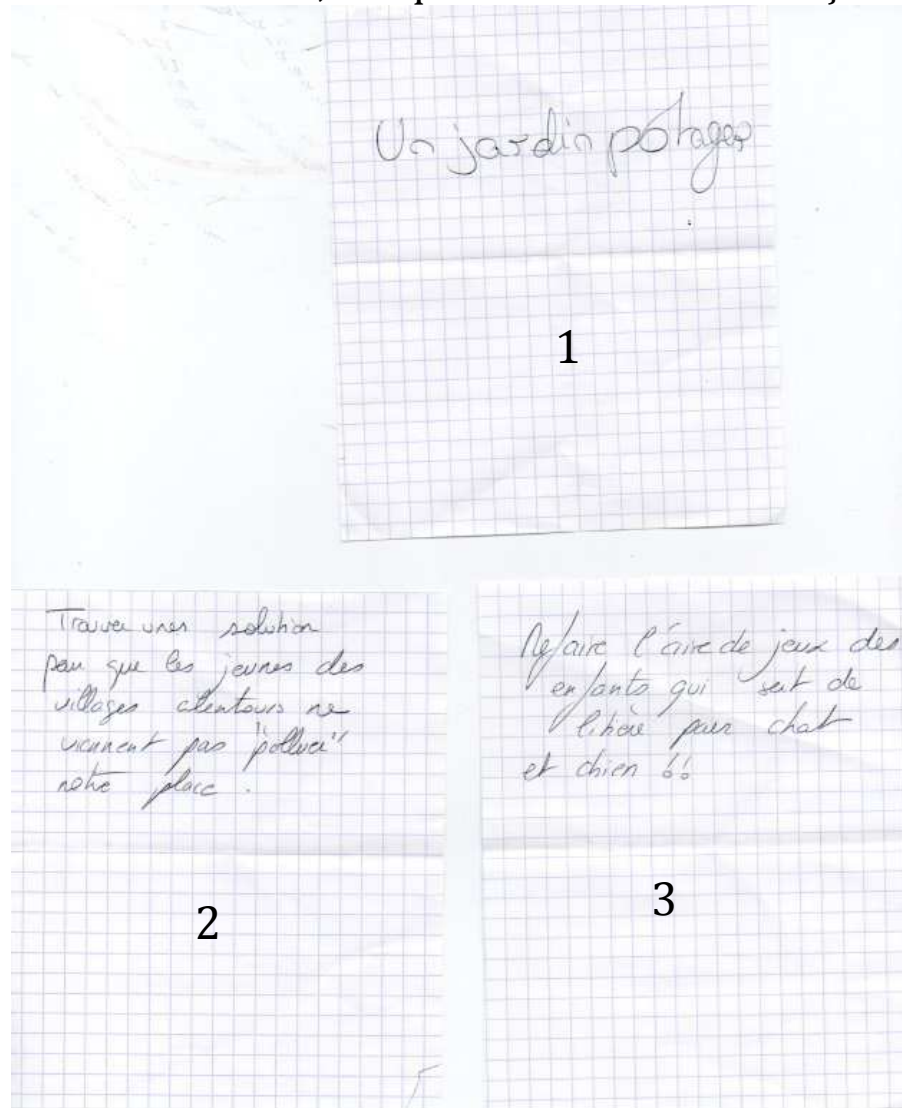 Un jardin potager
1
Trouver unen solution
pour que les jeunes des
villages alentours ne
viennent pas "polluer"
notre place .
2
Refaire l'aire de jeux des
enfants qui sert de
litière pour chat
et chien !!
3